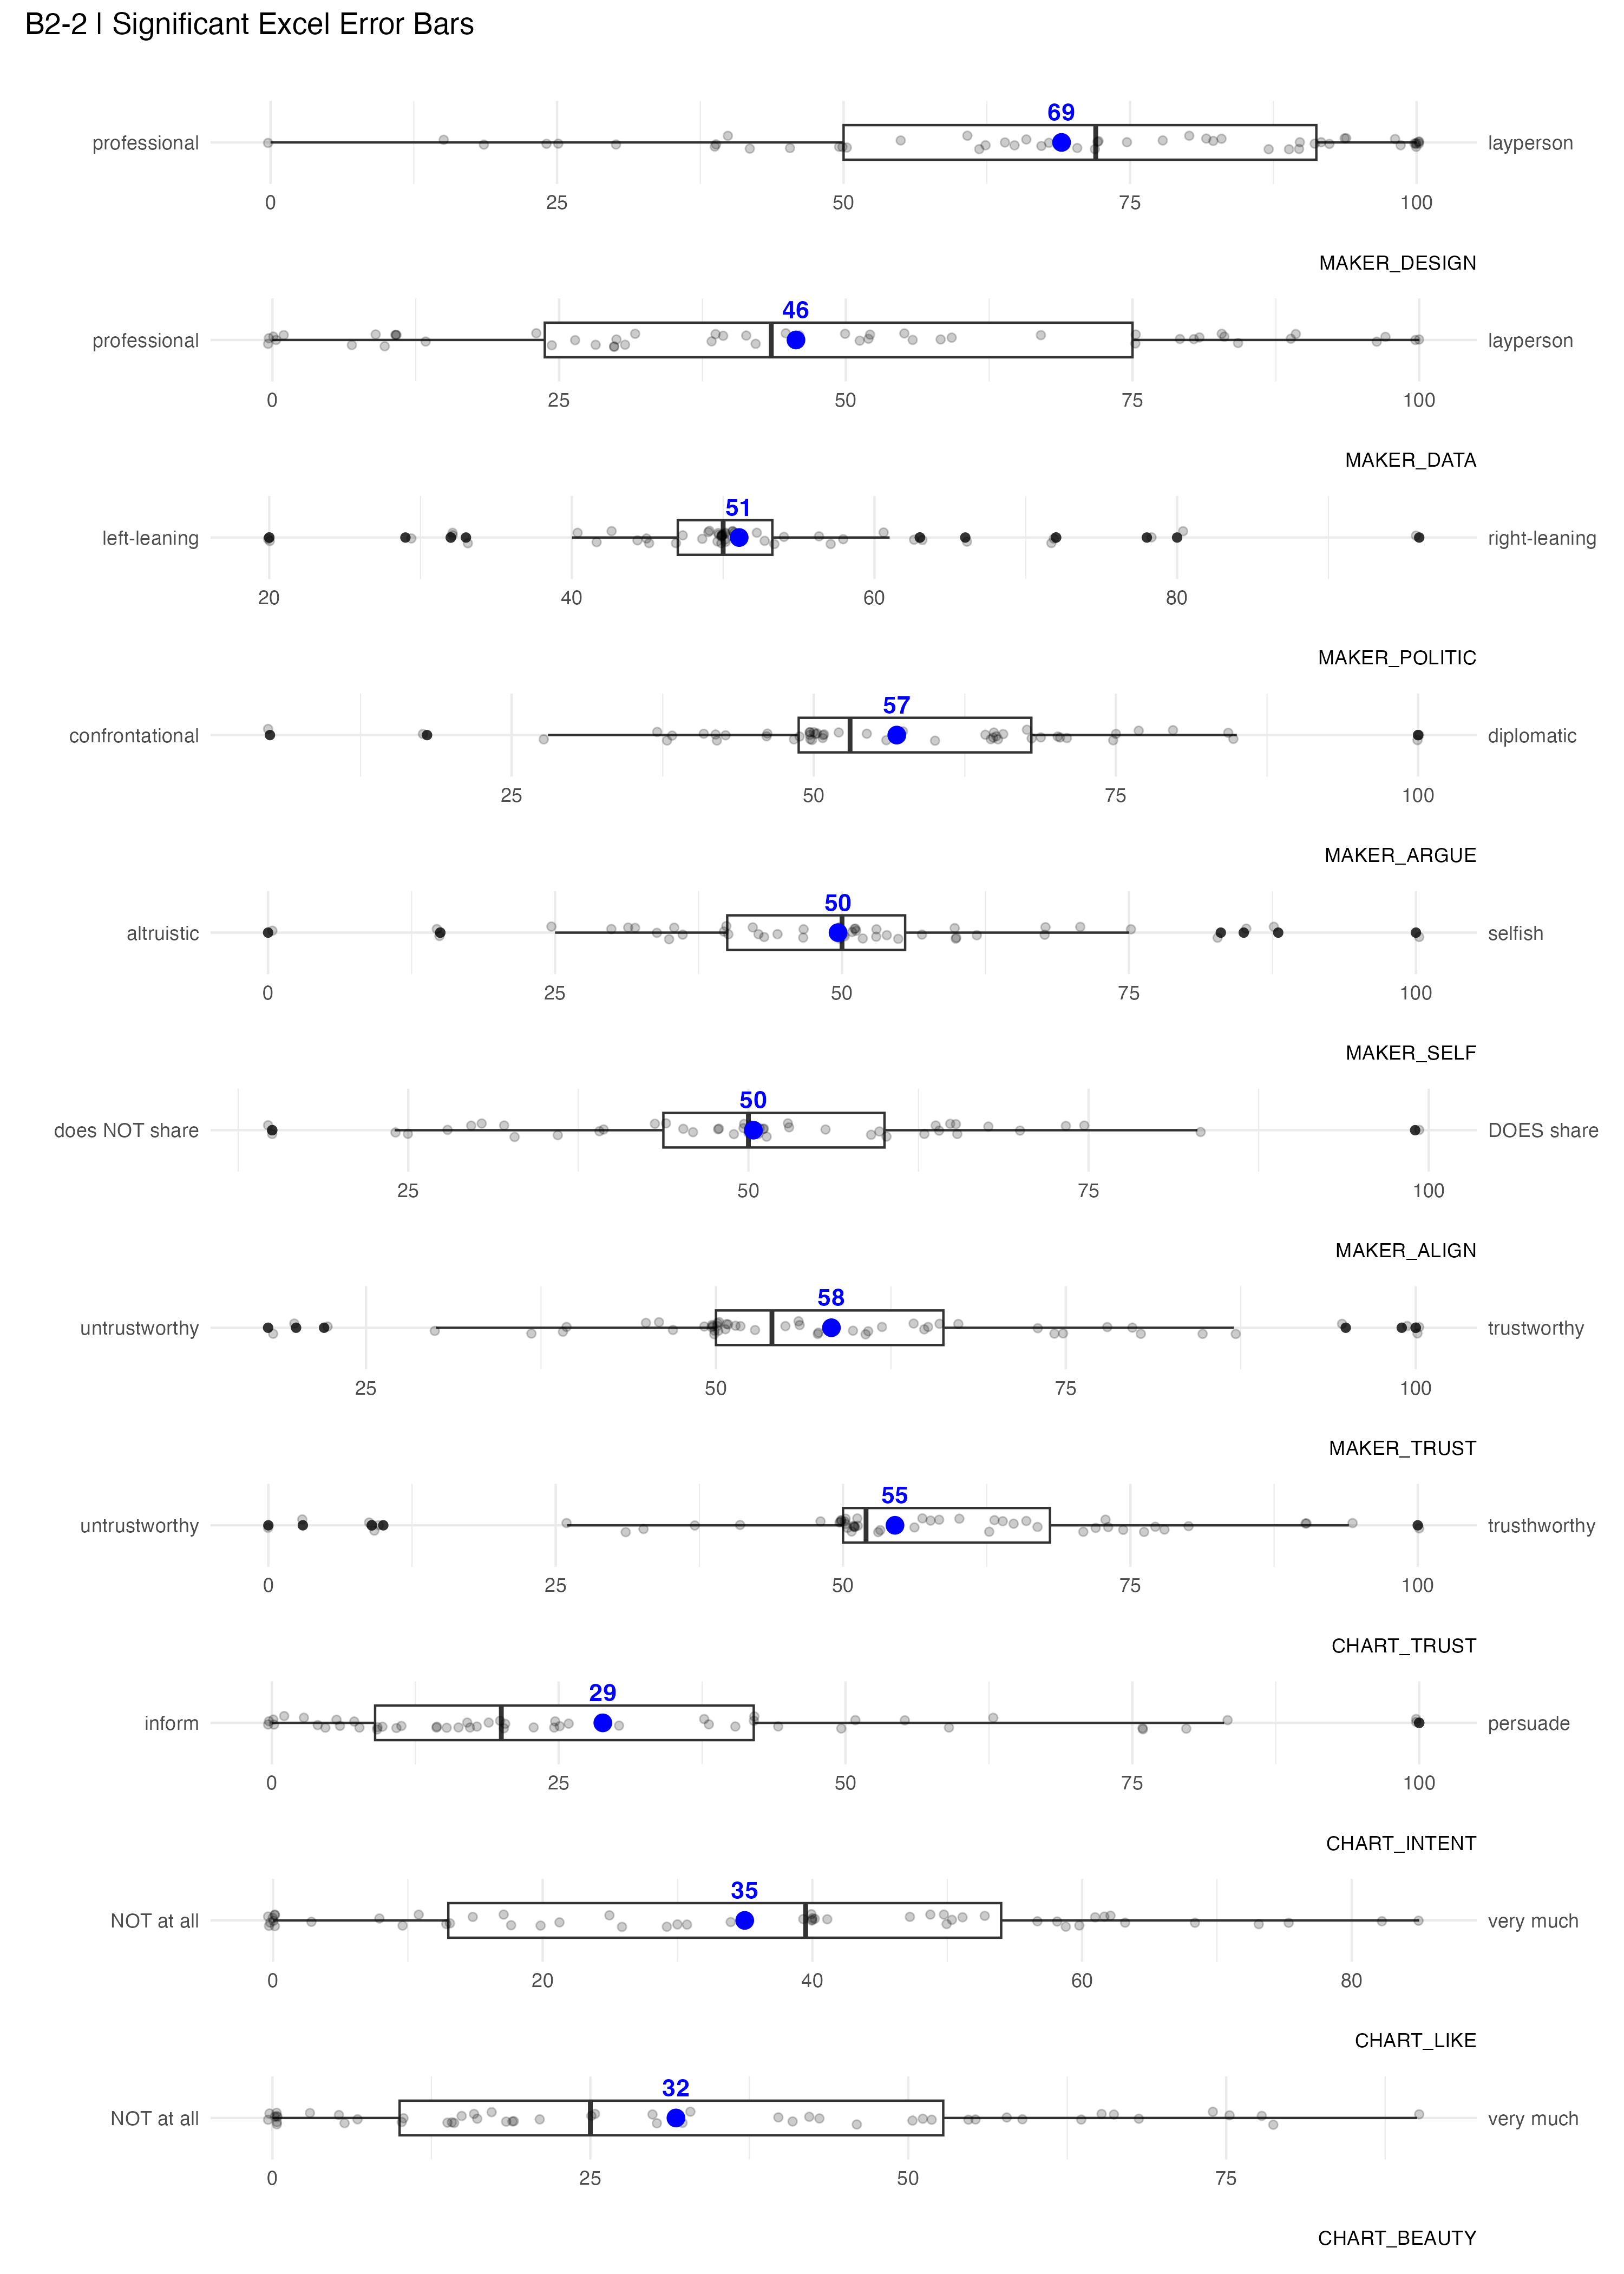 B2-2 | Significant Excel Error Bars
69
professional layperson
0 25 50 75 100
MAKER_DESIGN
46
professional layperson
0 25 50 75 100
MAKER_DATA
51
left-leaning right-leaning
20 40 60 80
MAKER_POLITIC
57
confrontational diplomatic
25 50 75 100
MAKER_ARGUE
50
altruistic selfish
0 25 50 75 100
MAKER_SELF
50
does NOT share DOES share
25 50 75 100
MAKER_ALIGN
58
untrustworthy trustworthy
25 50 75 100
MAKER_TRUST
55
untrustworthy trusthworthy
0 25 50 75 100
CHART_TRUST
29
inform persuade
0 25 50 75 100
CHART_INTENT
35
NOT at all very much
0 20 40 60 80
CHART_LIKE
32
NOT at all very much
0 25 50 75
CHART_BEAUTY